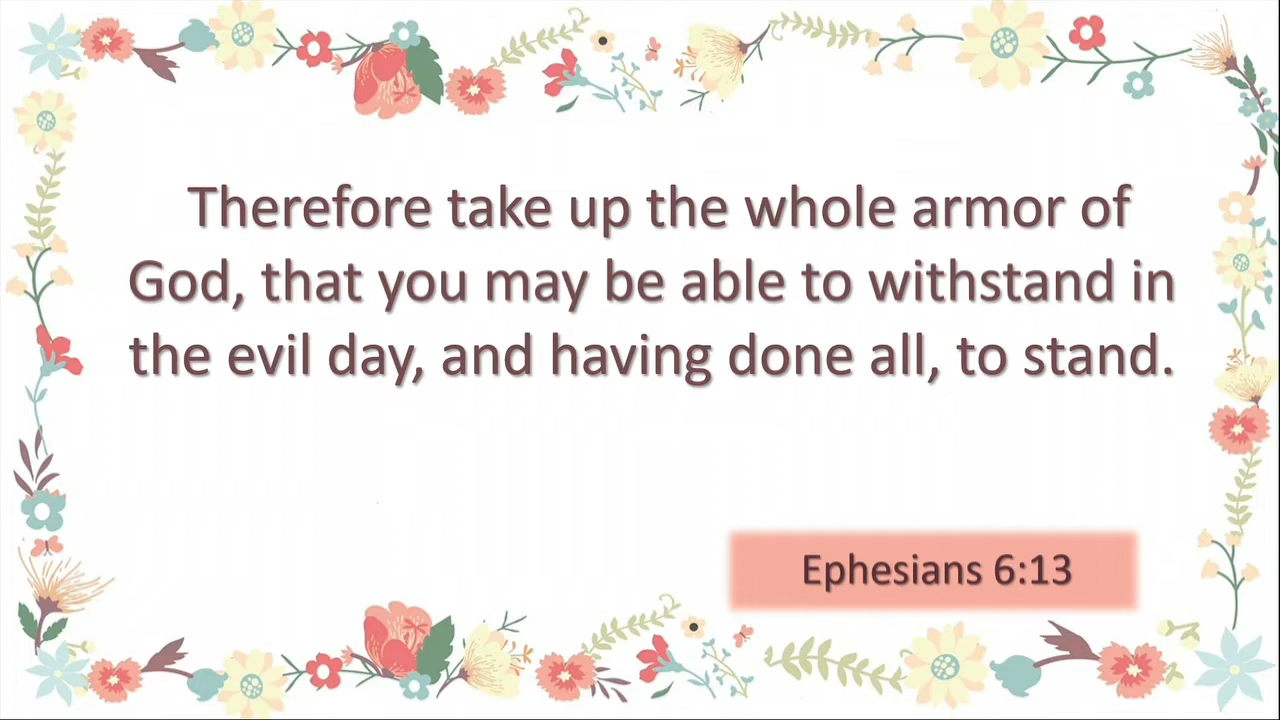 Therefore take up the whole armor of
God, that you may be able to withstand in
the evil day, and having done all, to stand.
Ephesians 6:13